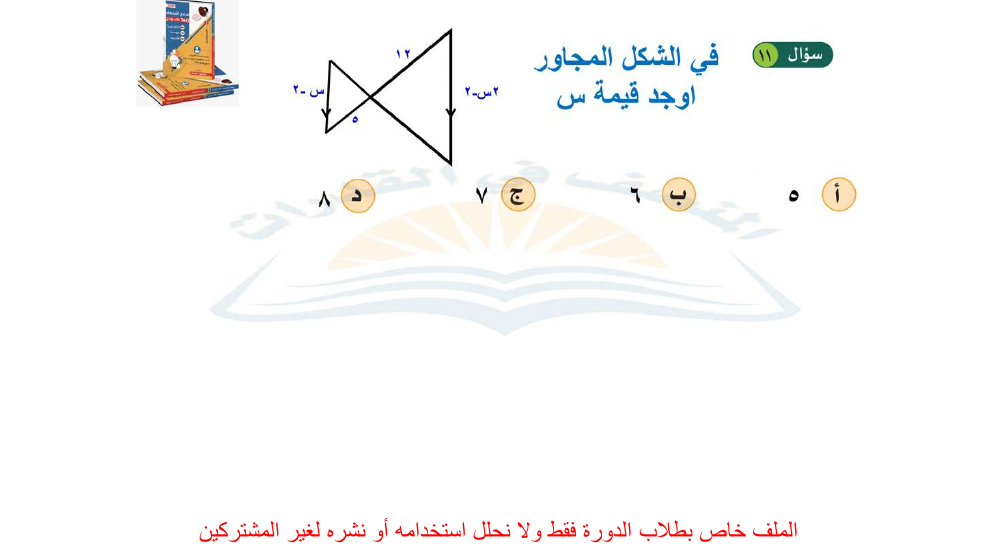 سؤال ١١
في الشكل المجاور
اوجد قيمة س
١٢
س -٢
٢س-٢
٥
أ ٥ ب ٦ ج ٧ د ٨
الملف خاص بطلاب الدورة فقط ولا نحلل استخدامه أو نشره لغير المشتركين